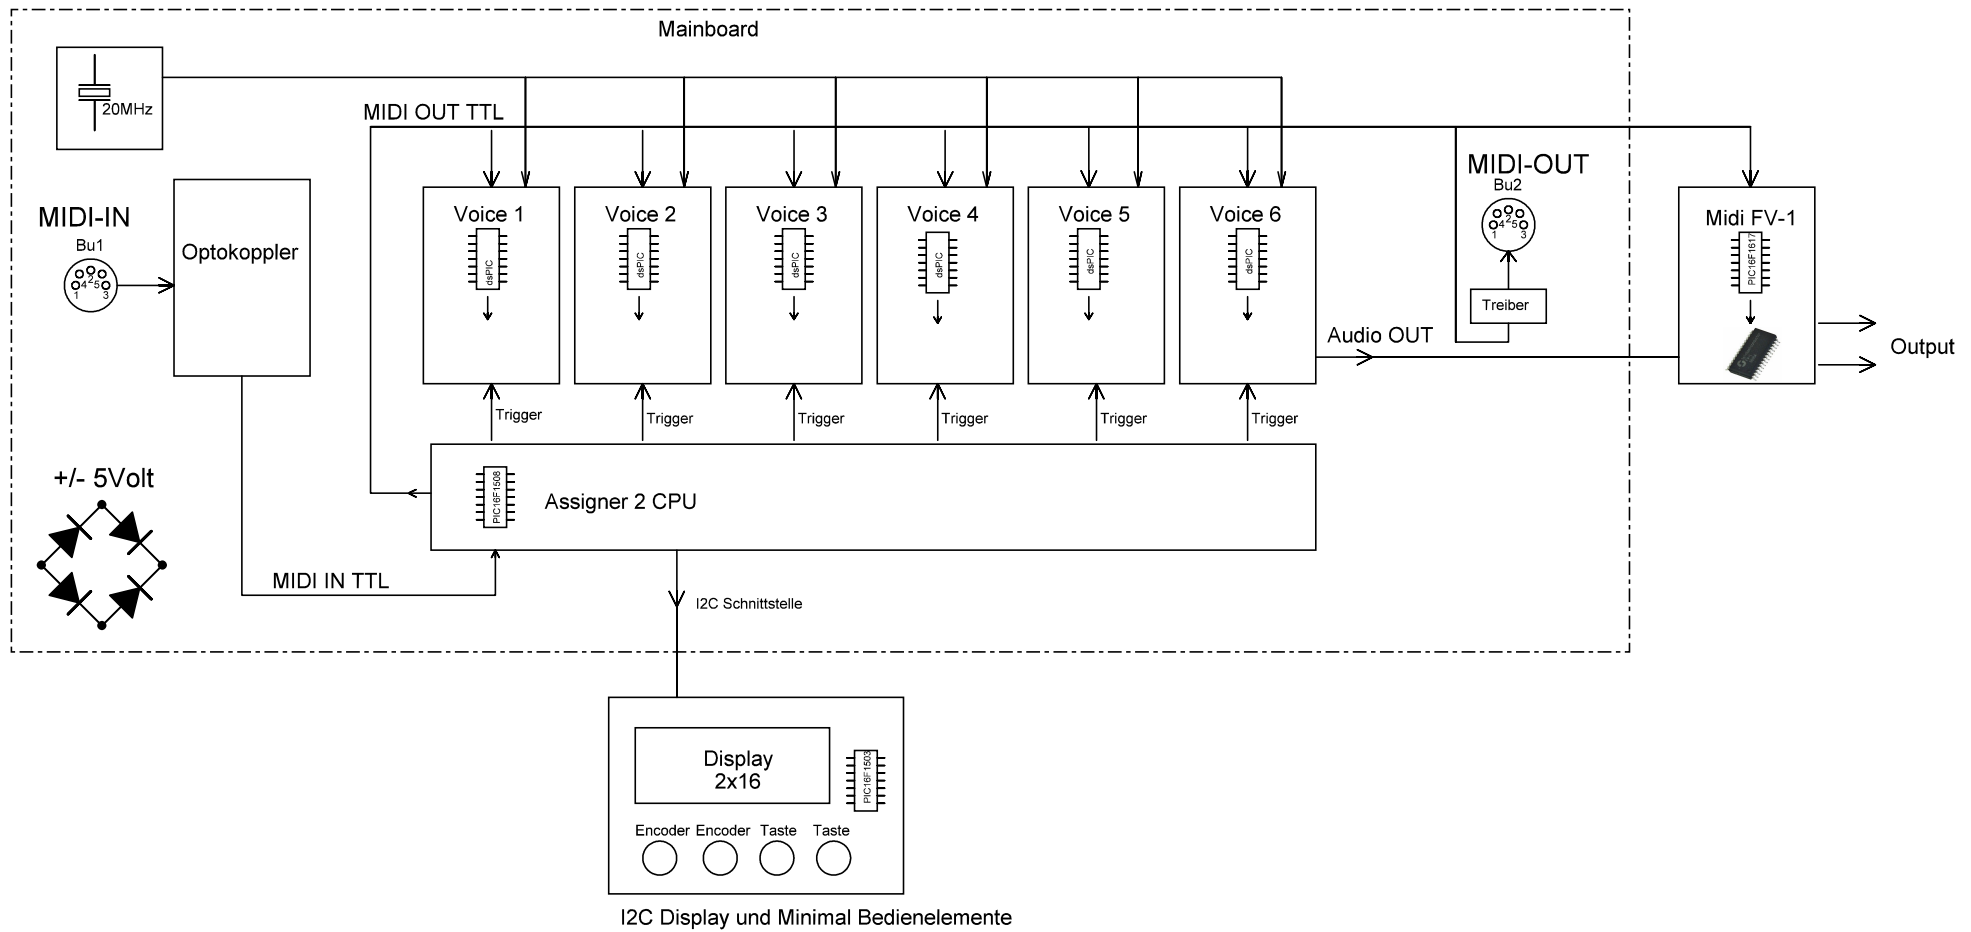 Mainboard
20MHz
MIDI OUT TTL
MIDI-IN
Bu1
1 4 2 5 3
Optokoppler
Voice 1
dsPIC
Voice 2
dsPIC
Voice 3
dsPIC
Voice 4
dsPIC
Voice 5
dsPIC
Voice 6
dsPIC
MIDI-OUT
Bu2
1 4 2 5 3
Treiber
Midi FV-1
PIC16F1617
Audio OUT
Output
Trigger
Trigger
Trigger
Trigger
Trigger
Trigger
+/- 5Volt
PIC16F1508
Assigner 2 CPU
MIDI IN TTL
I2C Schnittstelle
Display
2x16
PIC16F1503
Encoder Encoder Taste Taste
I2C Display und Minimal Bedienelemente